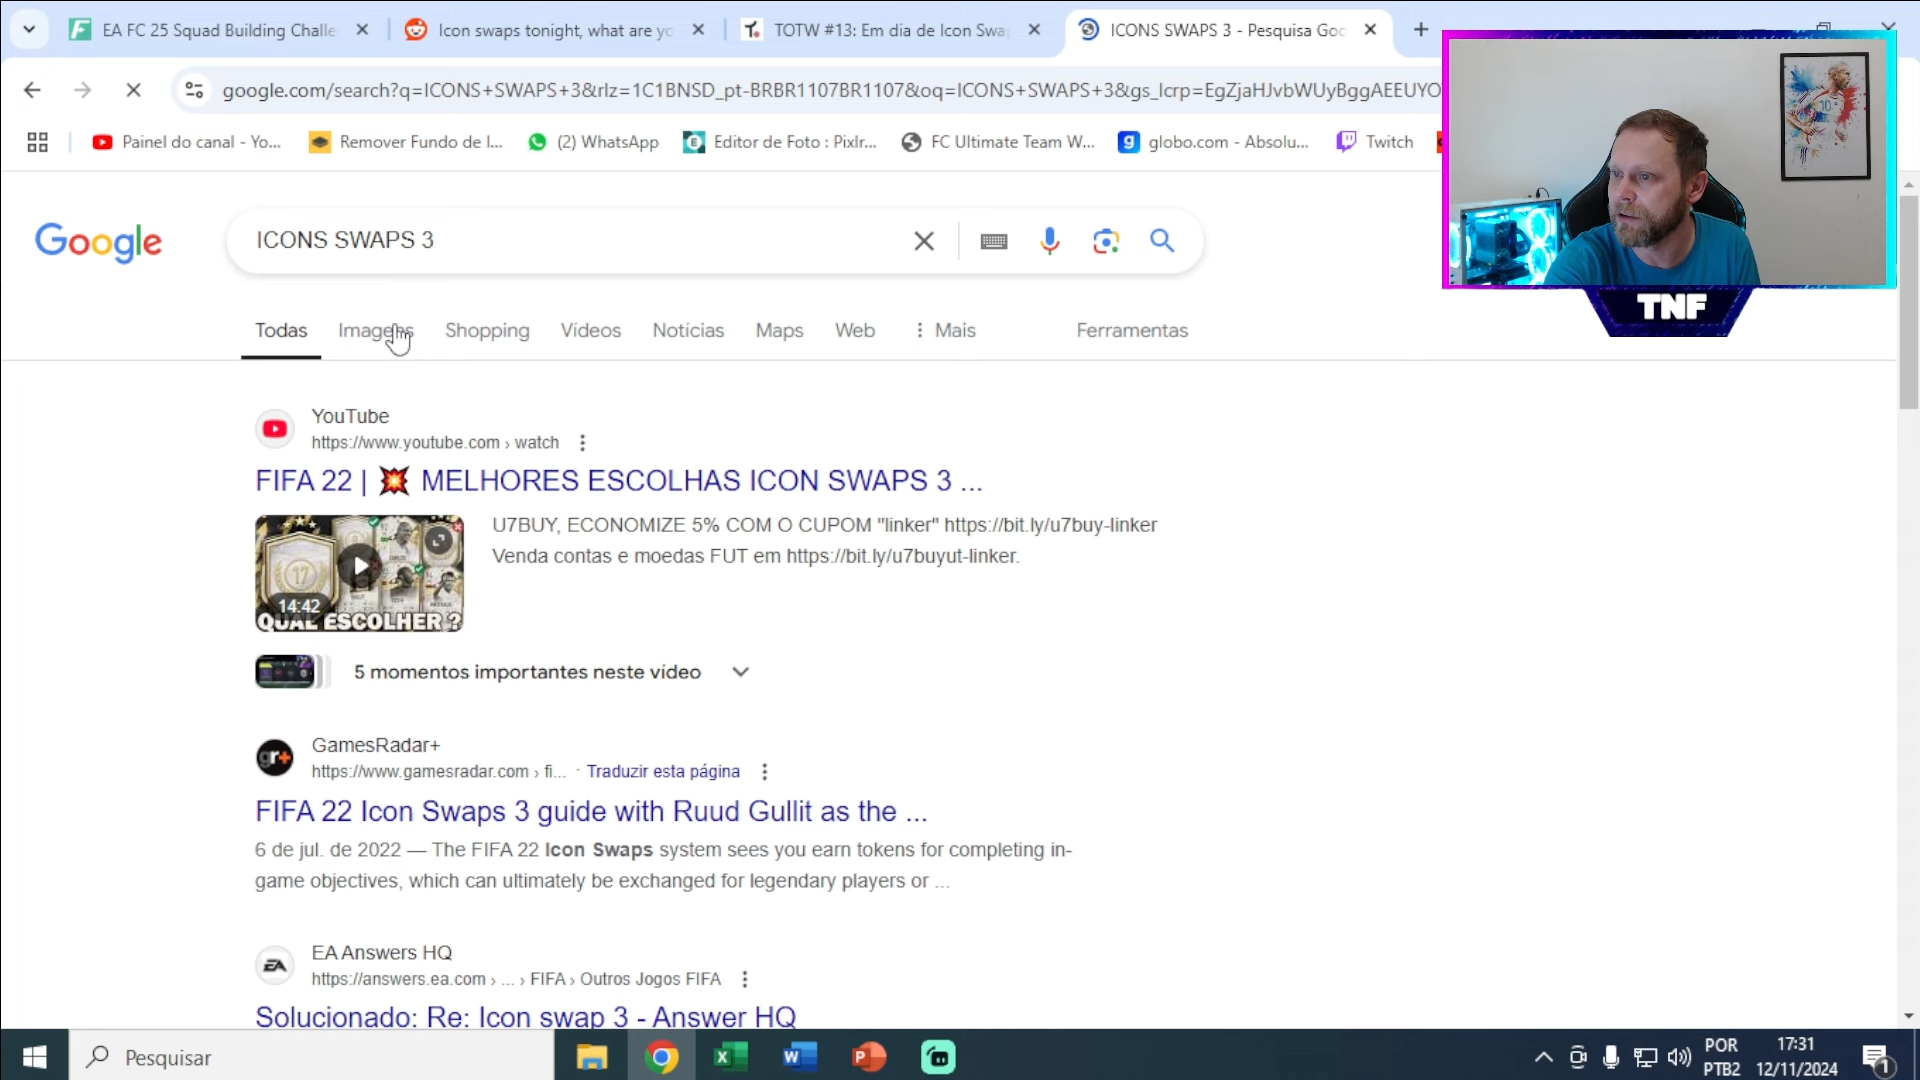 EA FC 25 Squad Building Challe
Icon swaps tonight, what are yo
TOTW #13: Em dia de Icon Swa
ICONS SWAPS 3 - Pesquisa Goo
google.com/search?q=ICONS+SWAPS+3&rlz=1C1BNSD_pt-BRBR1107BR1107&oq=ICONS+SWAPS+3&gs_lcrp=EgZjaHJvbWUyBggAEEUYO
Painel do canal - Yo...
Remover Fundo de I...
(2) WhatsApp
Editor de Foto : Pixlr...
FC Ultimate Team W...
globo.com - Absolu...
Twitch
Google
ICONS SWAPS 3
TNF
Todas
Imagens
Shopping
Vídeos
Notícias
Maps
Web
Mais
Ferramentas
YouTube
https://www.youtube.com › watch
FIFA 22 | 💥 MELHORES ESCOLHAS ICON SWAPS 3 ...
U7BUY, ECONOMIZE 5% COM O CUPOM "linker" https://bit.ly/u7buy-linker
Venda contas e moedas FUT em https://bit.ly/u7buyut-linker.
17
14:42
QUAL ESCOLHER ?
5 momentos importantes neste vídeo
gr+
GamesRadar+
https://www.gamesradar.com › fi... · Traduzir esta página
FIFA 22 Icon Swaps 3 guide with Ruud Gullit as the ...
6 de jul. de 2022 — The FIFA 22 Icon Swaps system sees you earn tokens for completing in-
game objectives, which can ultimately be exchanged for legendary players or ...
EA
EA Answers HQ
https://answers.ea.com › ... › FIFA › Outros Jogos FIFA
Solucionado: Re: Icon swap 3 - Answer HQ
Pesquisar
POR
PTB2
17:31
12/11/2024
1